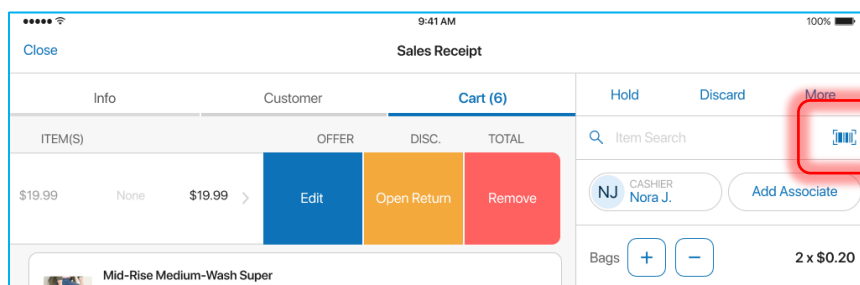 9:41 AM
100%
Close
Sales Receipt
Info
Customer
Cart (6)
Hold
Discard
More
ITEM(S)
OFFER
DISC.
TOTAL
Item Search
$19.99
None
$19.99
Edit
Open Return
Remove
NJ
CASHIER
Nora J.
Add Associate
Bags
+
−
2 x $0.20
Mid-Rise Medium-Wash Super